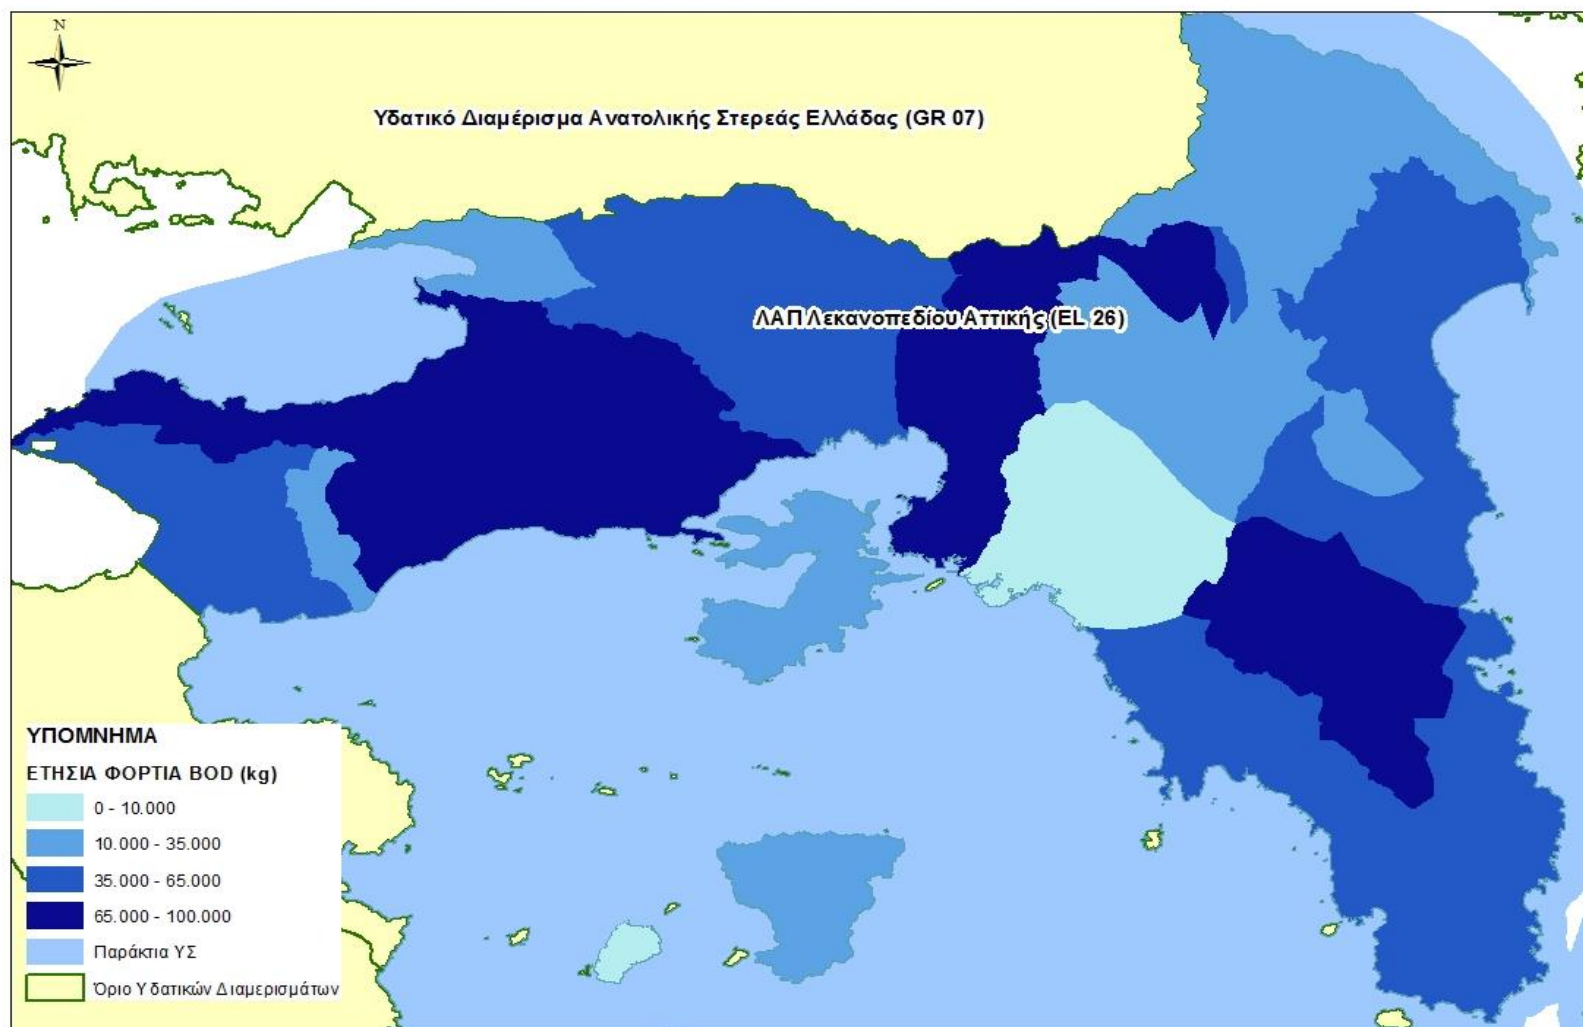 N
Υδατικό Διαμέρισμα Ανατολικής Στερεάς Ελλάδας (GR 07)
ΛΑΠ Λεκανοπεδίου Αττικής (EL 26)
ΥΠΟΜΝΗΜΑ
ΕΤΗΣΙΑ ΦΟΡΤΙΑ BOD (kg)
0 - 10.000
10.000 - 35.000
35.000 - 65.000
65.000 - 100.000
Παράκτια ΥΣ
Όριο Υδατικών Διαμερισμάτων